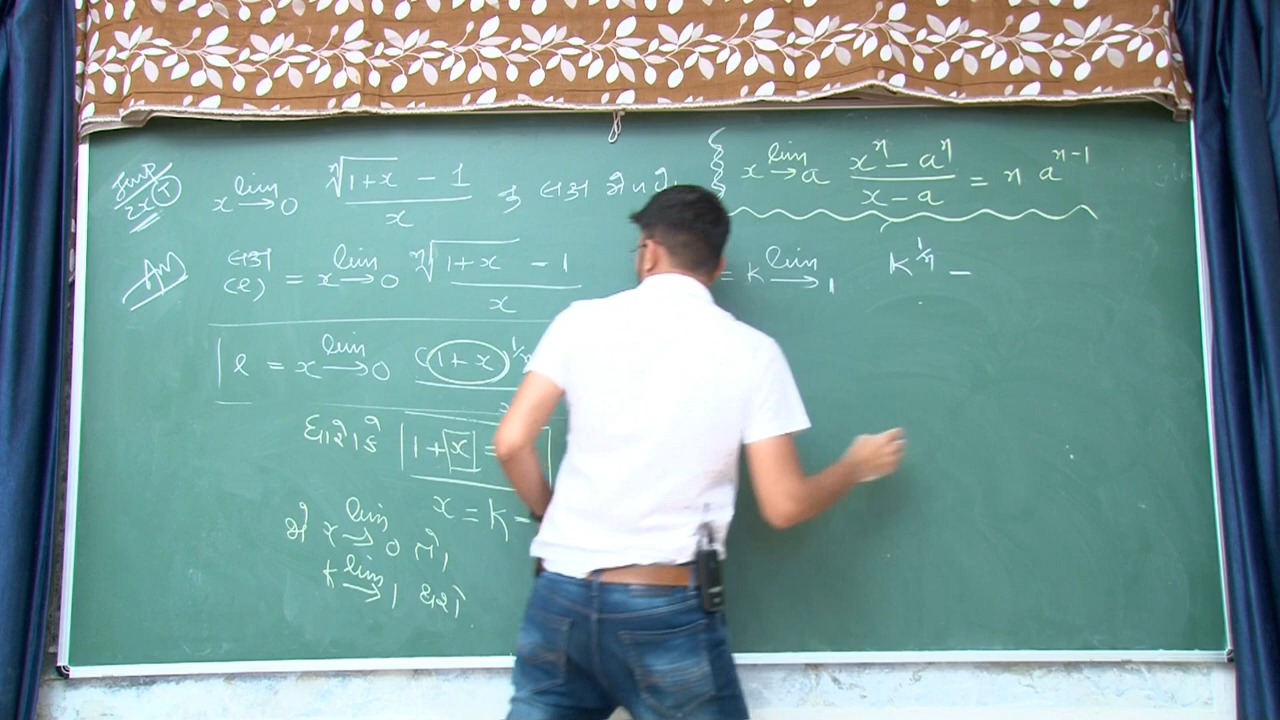 Imp
Ex ①
lim x→0 ⁿ√(1+x) - 1 / x નું લક્ષ મેળવો.
{ lim x→a (xⁿ - aⁿ) / (x - a) = n aⁿ⁻¹
Ans
લક્ષ (l) = lim x→0 ⁿ√(1+x) - 1 / x
l = lim x→0 (1+x)
ધારો કે 1+x =
x = k -
જો lim x→0 તો,
lim k→1 થશે
= lim k→1 k^(1/n) -